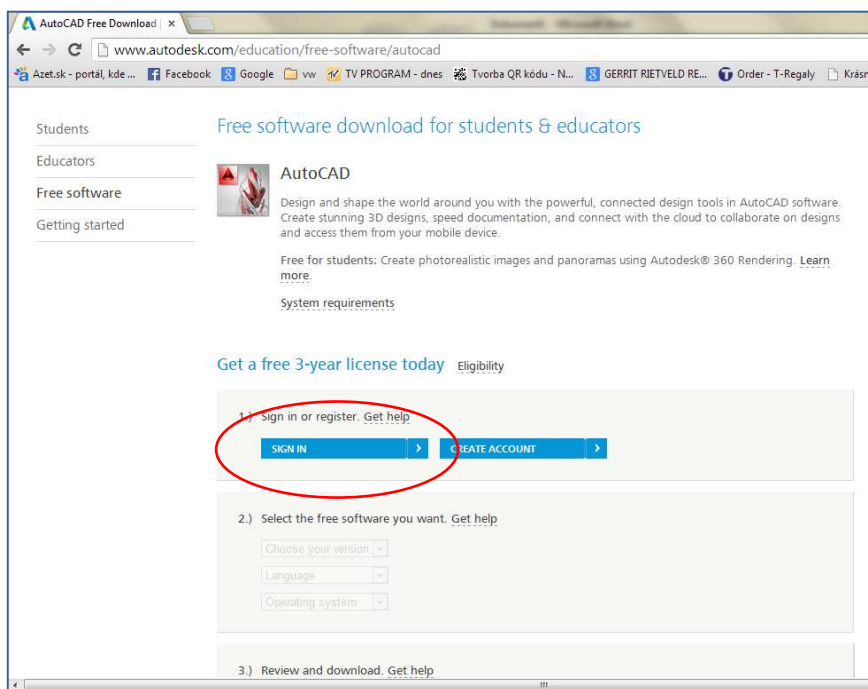 AutoCAD Free Download
www.autodesk.com/education/free-software/autocad
Azet.sk - portál, kde ... Facebook Google vw TV PROGRAM - dnes Tvorba QR kódu - N... GERRIT RIETVELD RE... Order - T-Regaly
Students
Educators
Free software
Getting started
Free software download for students & educators
AutoCAD
Design and shape the world around you with the powerful, connected design tools in AutoCAD software.
Create stunning 3D designs, speed documentation, and connect with the cloud to collaborate on designs
and access them from your mobile device.
Free for students: Create photorealistic images and panoramas using Autodesk® 360 Rendering. Learn
more.
System requirements
Get a free 3-year license today Eligibility
1.) Sign in or register. Get help
SIGN IN CREATE ACCOUNT
2.) Select the free software you want. Get help
Choose your version
Language
Operating system
3.) Review and download. Get help